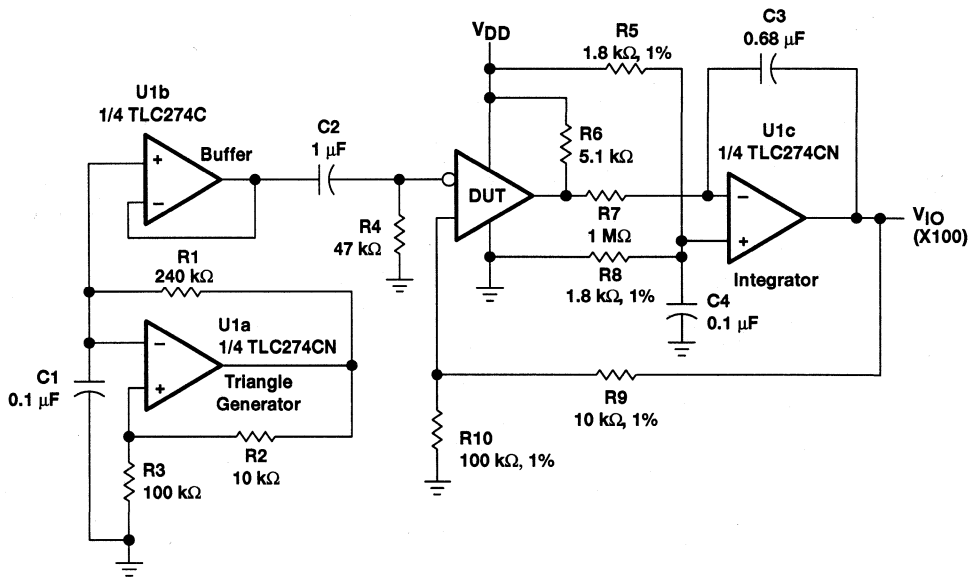 VDD
R5
1.8 kΩ, 1%
C3
0.68 µF
U1b
1/4 TLC274C
Buffer
+
−
C2
1 µF
R4
47 kΩ
DUT
R6
5.1 kΩ
R7
1 MΩ
R8
1.8 kΩ, 1%
U1c
1/4 TLC274CN
−
+
Integrator
VIO
(X100)
C4
0.1 µF
R1
240 kΩ
U1a
1/4 TLC274CN
−
+
Triangle
Generator
C1
0.1 µF
R2
10 kΩ
R3
100 kΩ
R9
10 kΩ, 1%
R10
100 kΩ, 1%